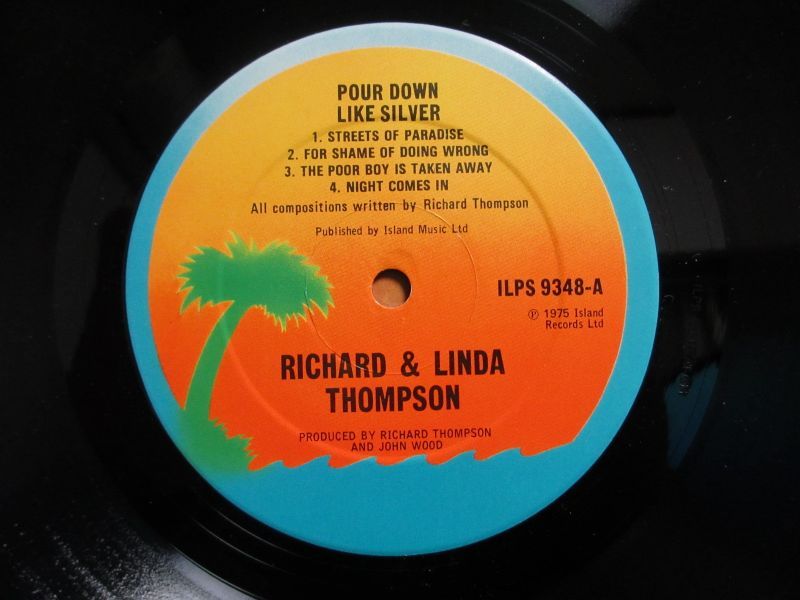 POUR DOWN
LIKE SILVER
1. STREETS OF PARADISE
2. FOR SHAME OF DOING WRONG
3. THE POOR BOY IS TAKEN AWAY
4. NIGHT COMES IN
All compositions written by Richard Thompson
Published by Island Music Ltd
ILPS 9348-A
℗ 1975 Island
Records Ltd
RICHARD & LINDA
THOMPSON
PRODUCED BY RICHARD THOMPSON
AND JOHN WOOD